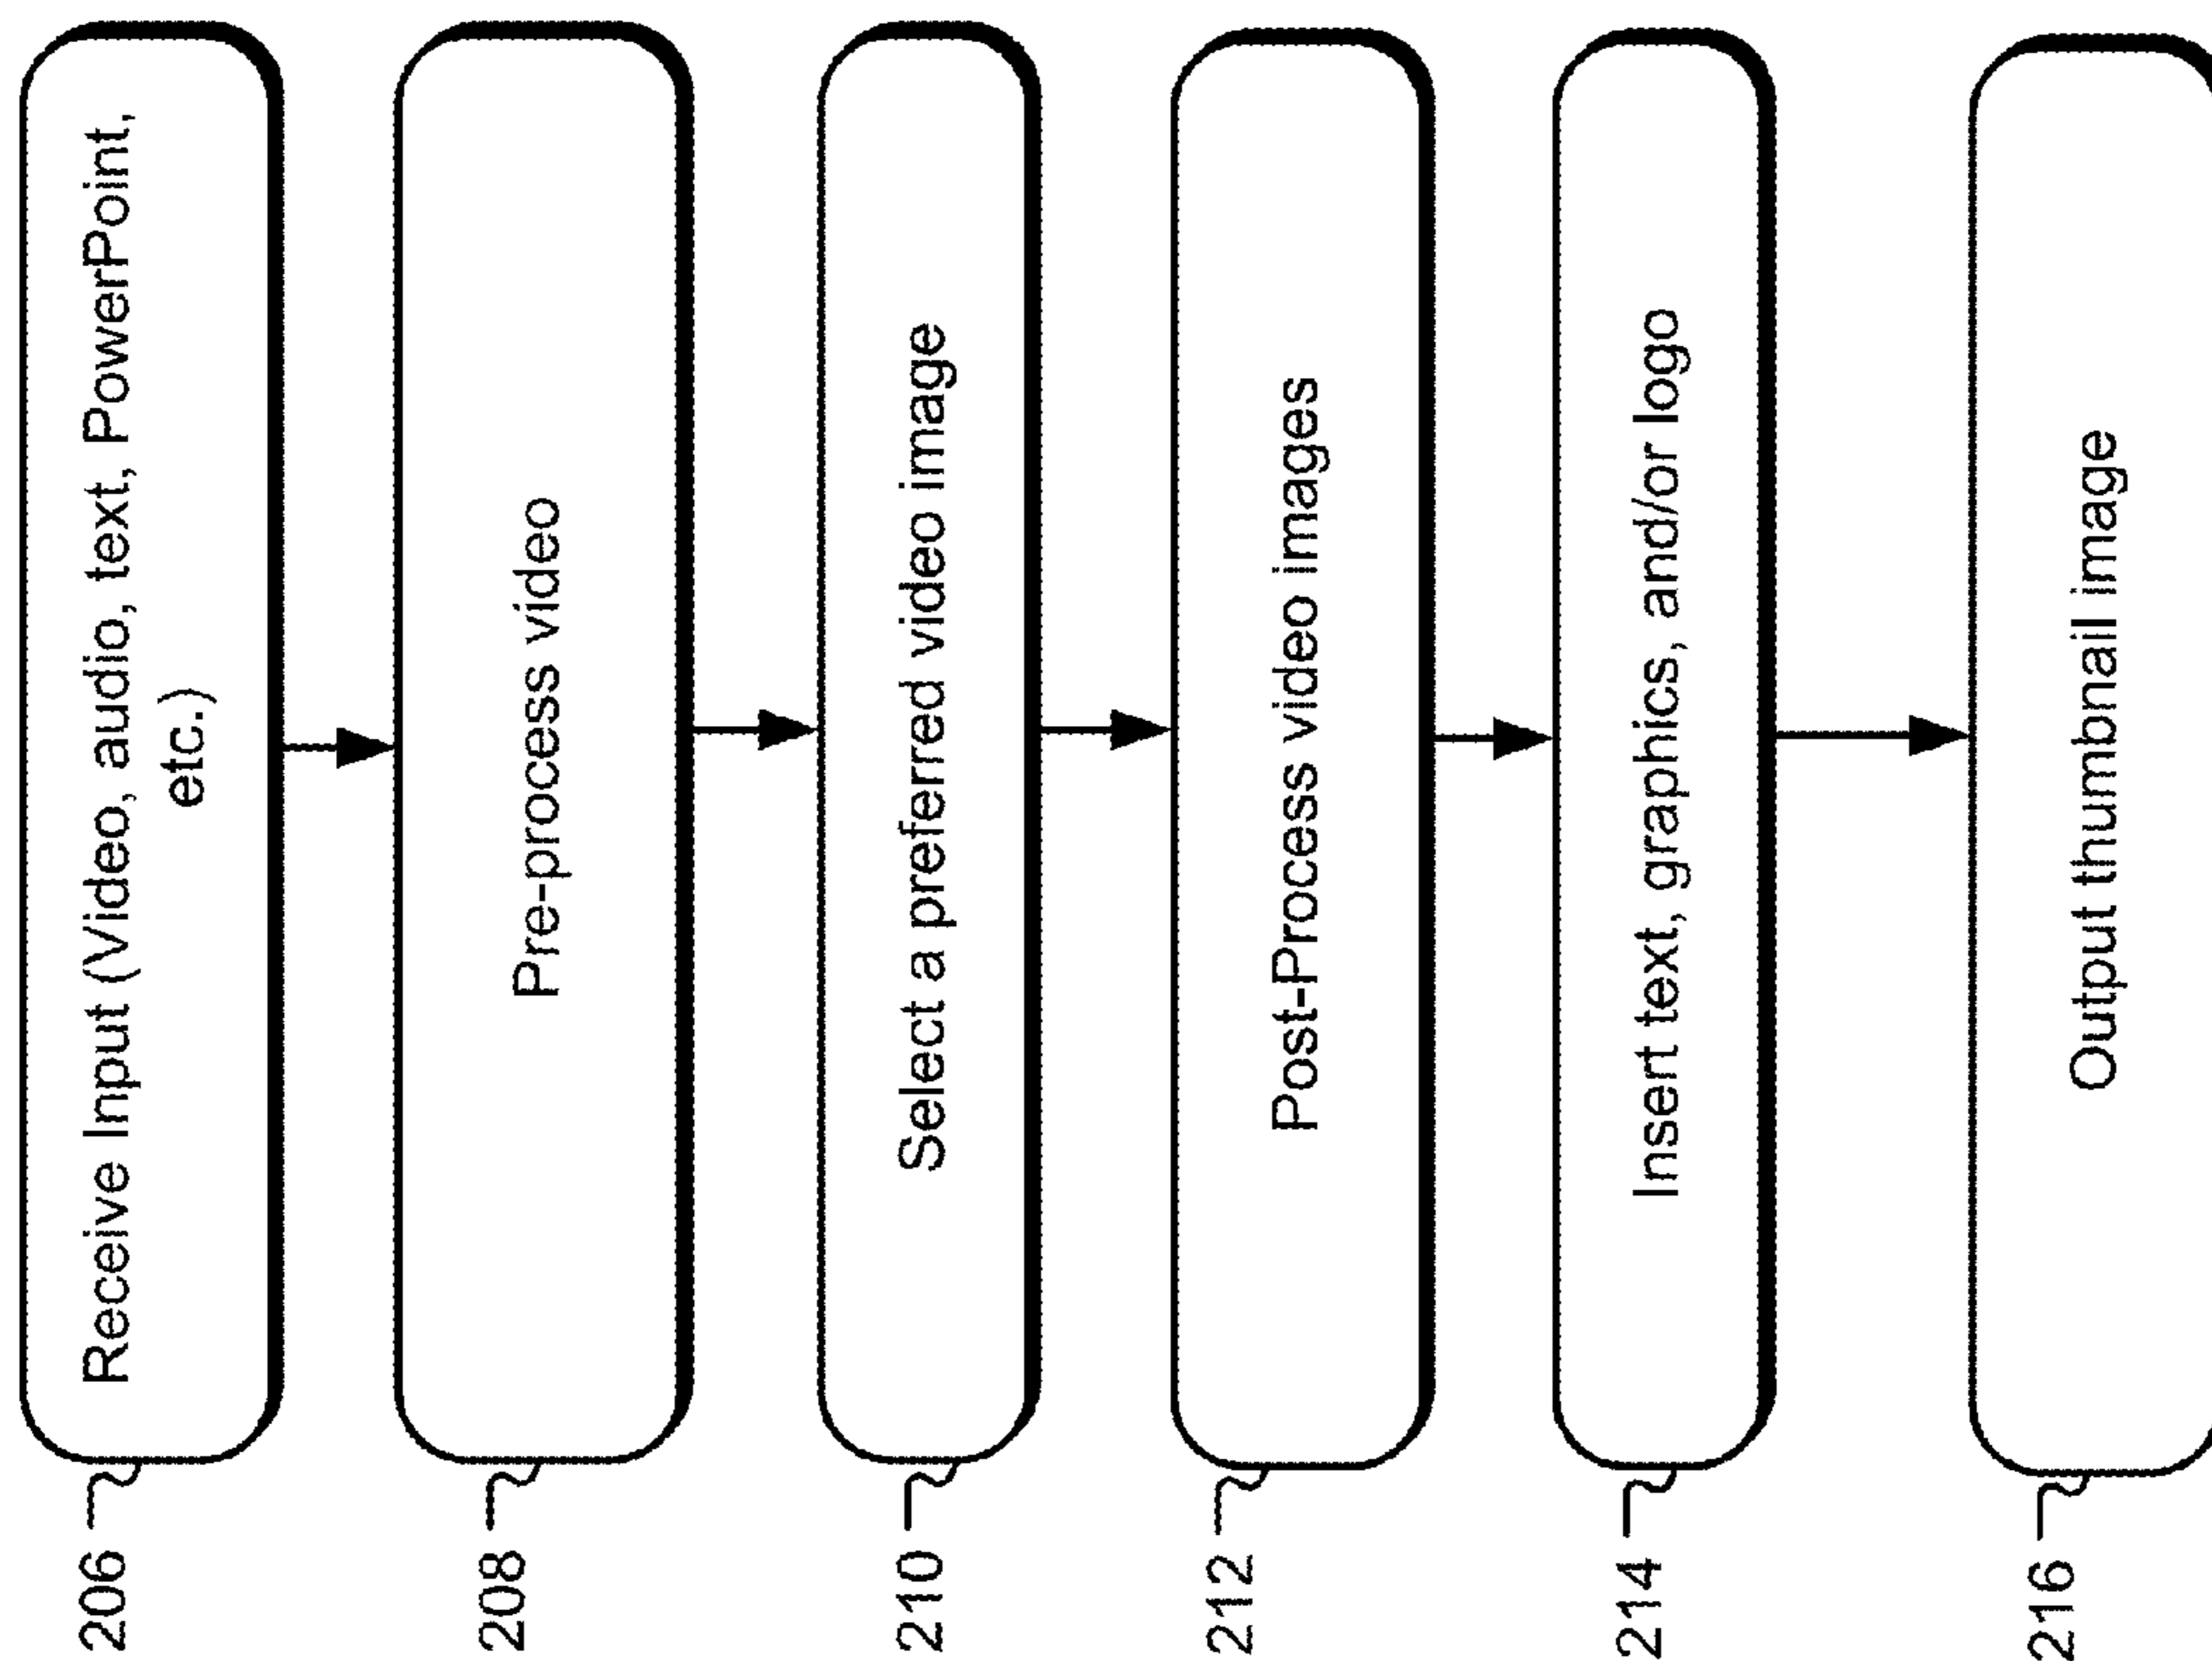 206
Receive Input (Video, audio, text, PowerPoint,
etc.)
208
Pre-process video
210
Select a preferred video image
212
Post-Process video images
214
Insert text, graphics, and/or logo
216
Output thumbnail image